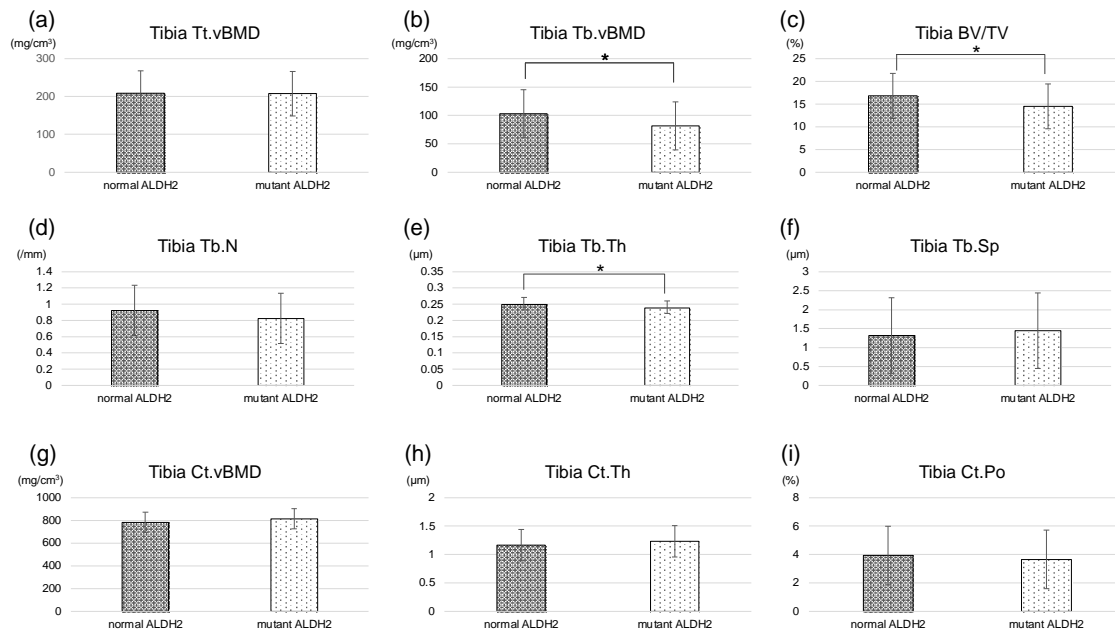 (a)
Tibia Tt.vBMD
(mg/cm³)
300
200
100
0
normal ALDH2
mutant ALDH2
(b)
Tibia Tb.vBMD
(mg/cm³)
200
150
100
50
0
*
normal ALDH2
mutant ALDH2
(c)
Tibia BV/TV
(%)
25
20
15
10
5
0
*
normal ALDH2
mutant ALDH2
(d)
Tibia Tb.N
(/mm)
1.4
1.2
1
0.8
0.6
0.4
0.2
0
normal ALDH2
mutant ALDH2
(e)
Tibia Tb.Th
(μm)
0.35
0.3
0.25
0.2
0.15
0.1
0.05
0
*
normal ALDH2
mutant ALDH2
(f)
Tibia Tb.Sp
(μm)
3
2.5
2
1.5
1
0.5
0
normal ALDH2
mutant ALDH2
(g)
Tibia Ct.vBMD
(mg/cm³)
1000
800
600
400
200
0
normal ALDH2
mutant ALDH2
(h)
Tibia Ct.Th
(μm)
2
1.5
1
0.5
0
normal ALDH2
mutant ALDH2
(i)
Tibia Ct.Po
(%)
8
6
4
2
0
normal ALDH2
mutant ALDH2